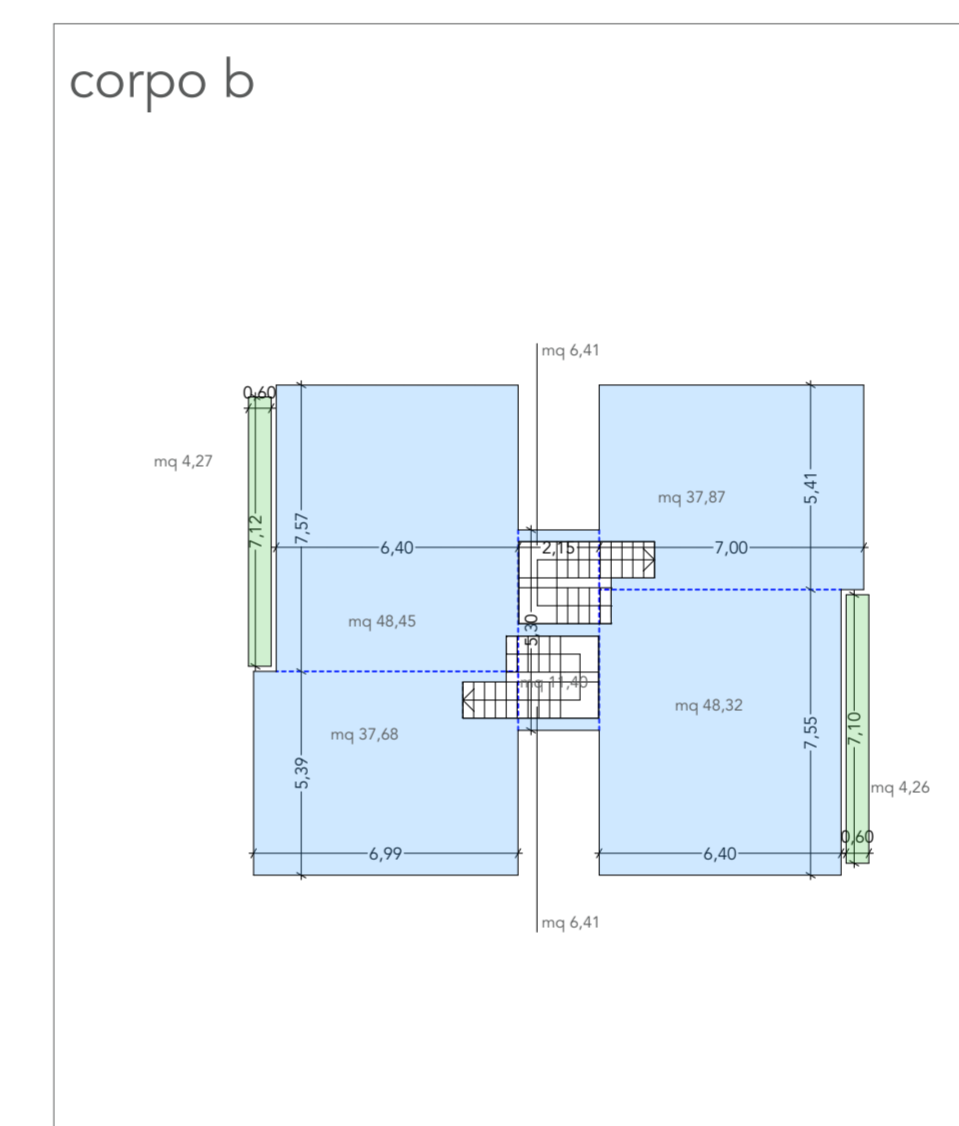 corpo b
mq 6,41
0,60
mq 4,27
7,12
7,57
6,40
mq 48,45
2,15
5,30
mq 11,40
mq 37,87
5,41
7,00
mq 37,68
5,39
6,99
mq 48,32
7,55
7,10
mq 4,26
0,60
6,40
mq 6,41